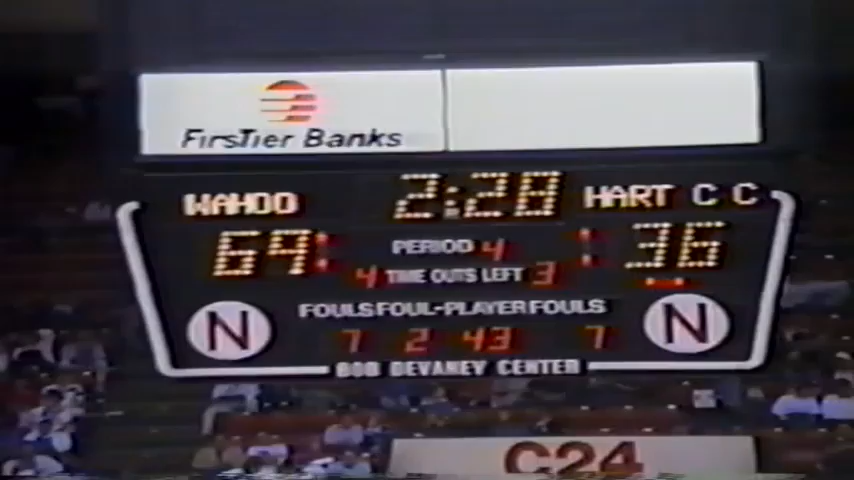 FirsTier Banks
WAHOO 2:28 HART C C
69 PERIOD 4 36
4 TIME OUTS LEFT 3
N FOULS FOUL-PLAYER FOULS N
7 2 43 7
BOB DEVANEY CENTER
C24